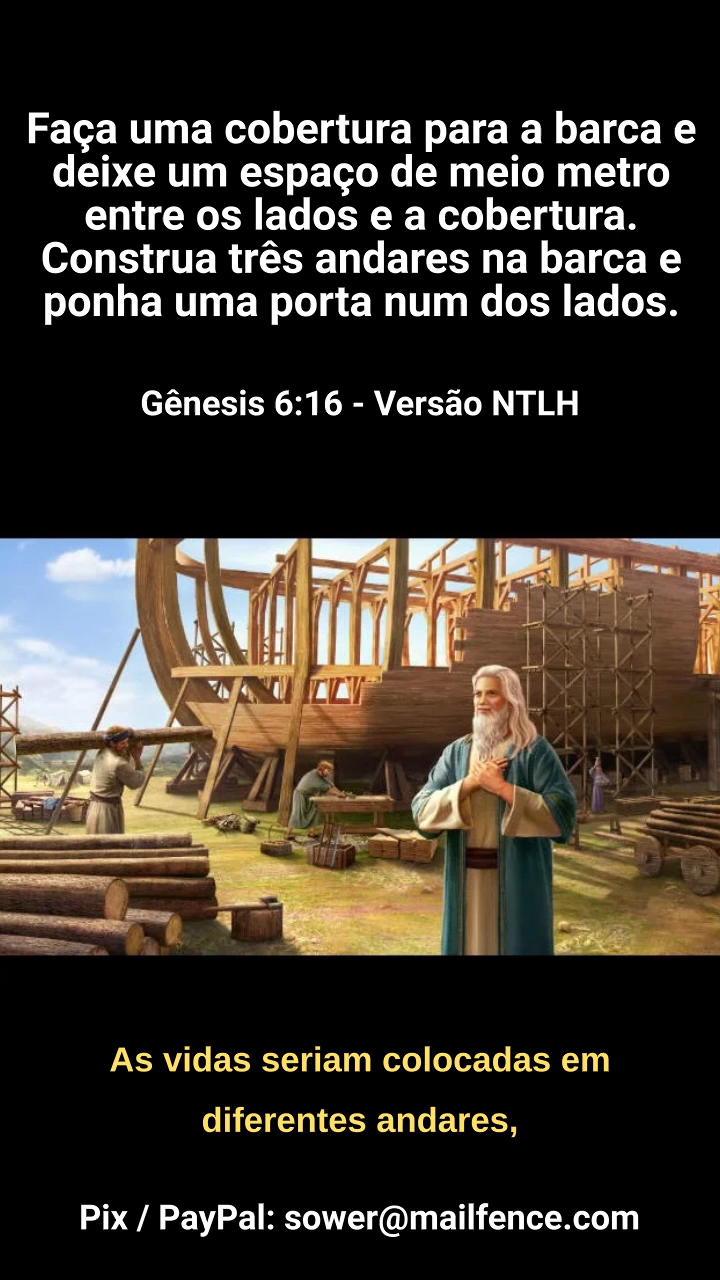 Faça uma cobertura para a barca e
deixe um espaço de meio metro
entre os lados e a cobertura.
Construa três andares na barca e
ponha uma porta num dos lados.
Gênesis 6:16 - Versão NTLH
As vidas seriam colocadas em
diferentes andares,
Pix / PayPal: sower@mailfence.com